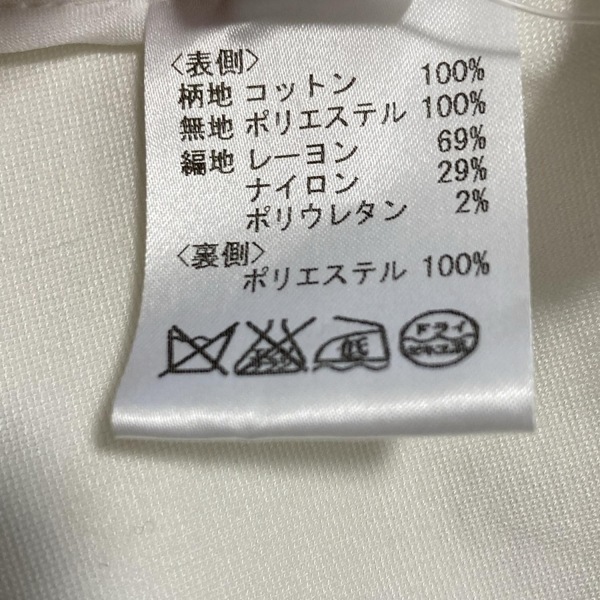 〈表側〉
柄地 コットン 100%
無地 ポリエステル 100%
編地 レーヨン 69%
ナイロン 29%
ポリウレタン 2%
〈裏側〉
ポリエステル 100%
低 ドライ